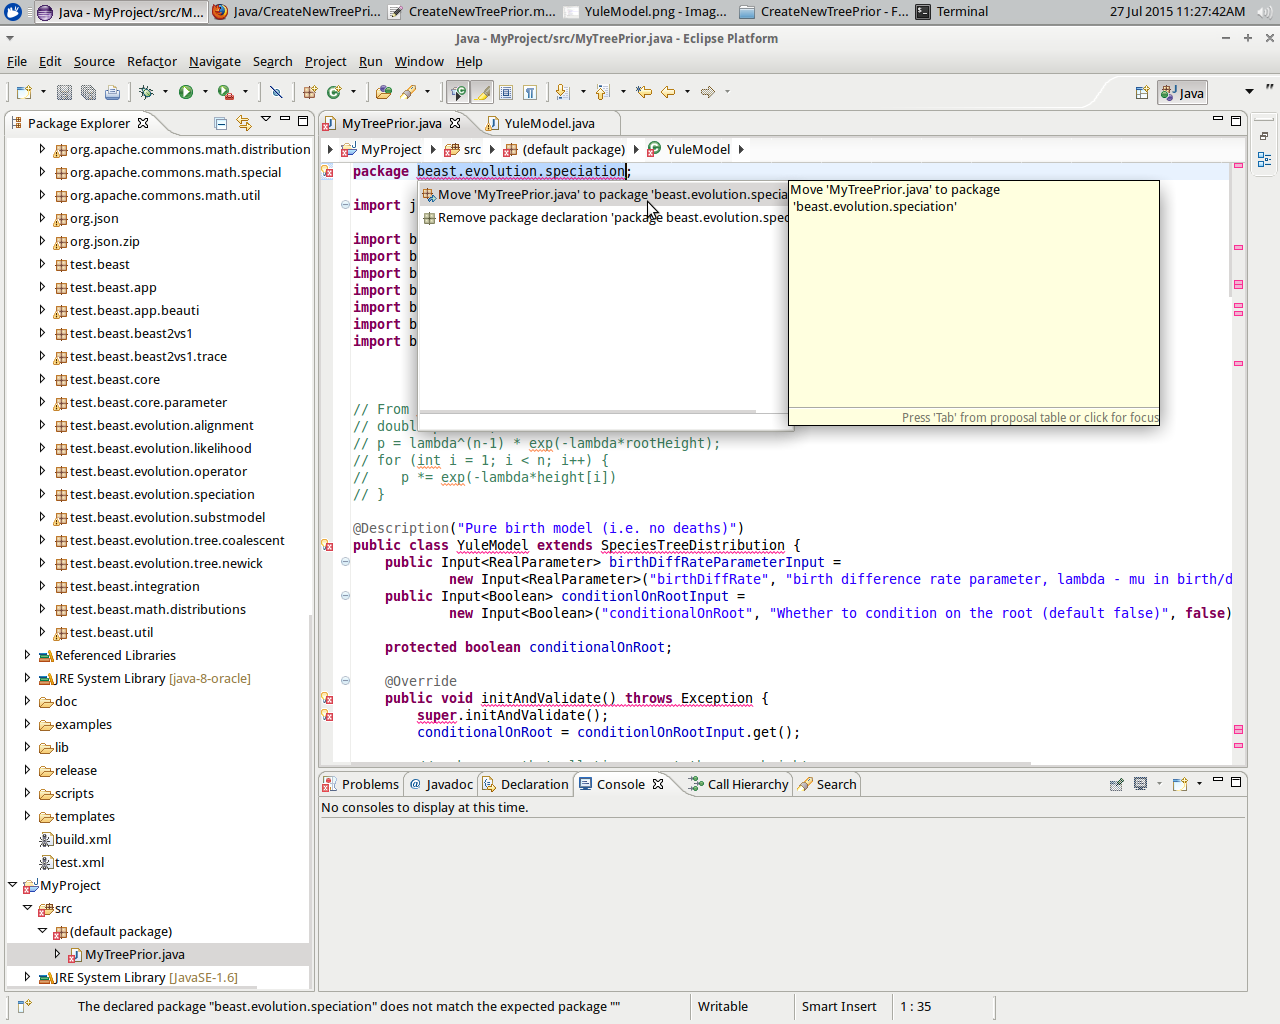 Java - MyProject/src/M...
Java/CreateNewTreePri...
CreateNewTreePrior.m...
YuleModel.png - Imag...
CreateNewTreePrior - F...
Terminal
27 Jul 2015 11:27:42AM
Java - MyProject/src/MyTreePrior.java - Eclipse Platform
File Edit Source Refactor Navigate Search Project Run Window Help
Java
Package Explorer
org.apache.commons.math.distribution
org.apache.commons.math.special
org.apache.commons.math.util
org.json
org.json.zip
test.beast
test.beast.app
test.beast.app.beauti
test.beast.beast2vs1
test.beast.beast2vs1.trace
test.beast.core
test.beast.core.parameter
test.beast.evolution.alignment
test.beast.evolution.likelihood
test.beast.evolution.operator
test.beast.evolution.speciation
test.beast.evolution.substmodel
test.beast.evolution.tree.coalescent
test.beast.evolution.tree.newick
test.beast.integration
test.beast.math.distributions
test.beast.util
Referenced Libraries
JRE System Library [java-8-oracle]
doc
examples
lib
release
scripts
templates
build.xml
test.xml
MyProject
src
(default package)
MyTreePrior.java
JRE System Library [JavaSE-1.6]
MyTreePrior.java
YuleModel.java
MyProject
src
(default package)
YuleModel
package beast.evolution.speciation;
Move 'MyTreePrior.java' to package 'beast.evolution.specia
Remove package declaration 'package beast.evolution.spec
Move 'MyTreePrior.java' to package
'beast.evolution.speciation'
Press 'Tab' from proposal table or click for focus
import j
import b
import b
import b
import b
import b
import b
import b
// From
// doubl
// p = lambda^(n-1) * exp(-lambda*rootHeight);
// for (int i = 1; i < n; i++) {
//    p *= exp(-lambda*height[i])
// }
@Description("Pure birth model (i.e. no deaths)")
public class YuleModel extends SpeciesTreeDistribution {
public Input<RealParameter> birthDiffRateParameterInput =
new Input<RealParameter>("birthDiffRate", "birth difference rate parameter, lambda - mu in birth/d
public Input<Boolean> conditionlOnRootInput =
new Input<Boolean>("conditionalOnRoot", "Whether to condition on the root (default false)", false)
protected boolean conditionalOnRoot;
@Override
public void initAndValidate() throws Exception {
super.initAndValidate();
conditionalOnRoot = conditionlOnRootInput.get();
Problems
@ Javadoc
Declaration
Console
Call Hierarchy
Search
No consoles to display at this time.
The declared package "beast.evolution.speciation" does not match the expected package ""
Writable
Smart Insert
1 : 35